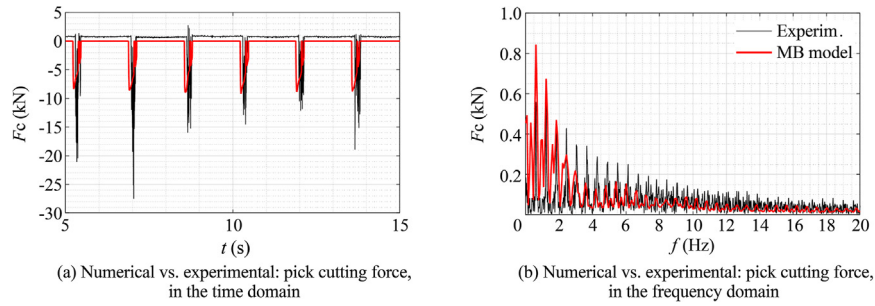 5
0
-5
-10
-15
-20
-25
-30
Fc (kN)
5 10 15
t (s)
(a) Numerical vs. experimental: pick cutting force,
in the time domain
1.0
0.8
0.6
0.4
0.2
0
Fc (kN)
Experim.
MB model
0 2 4 6 8 10 12 14 16 18 20
f (Hz)
(b) Numerical vs. experimental: pick cutting force,
in the frequency domain